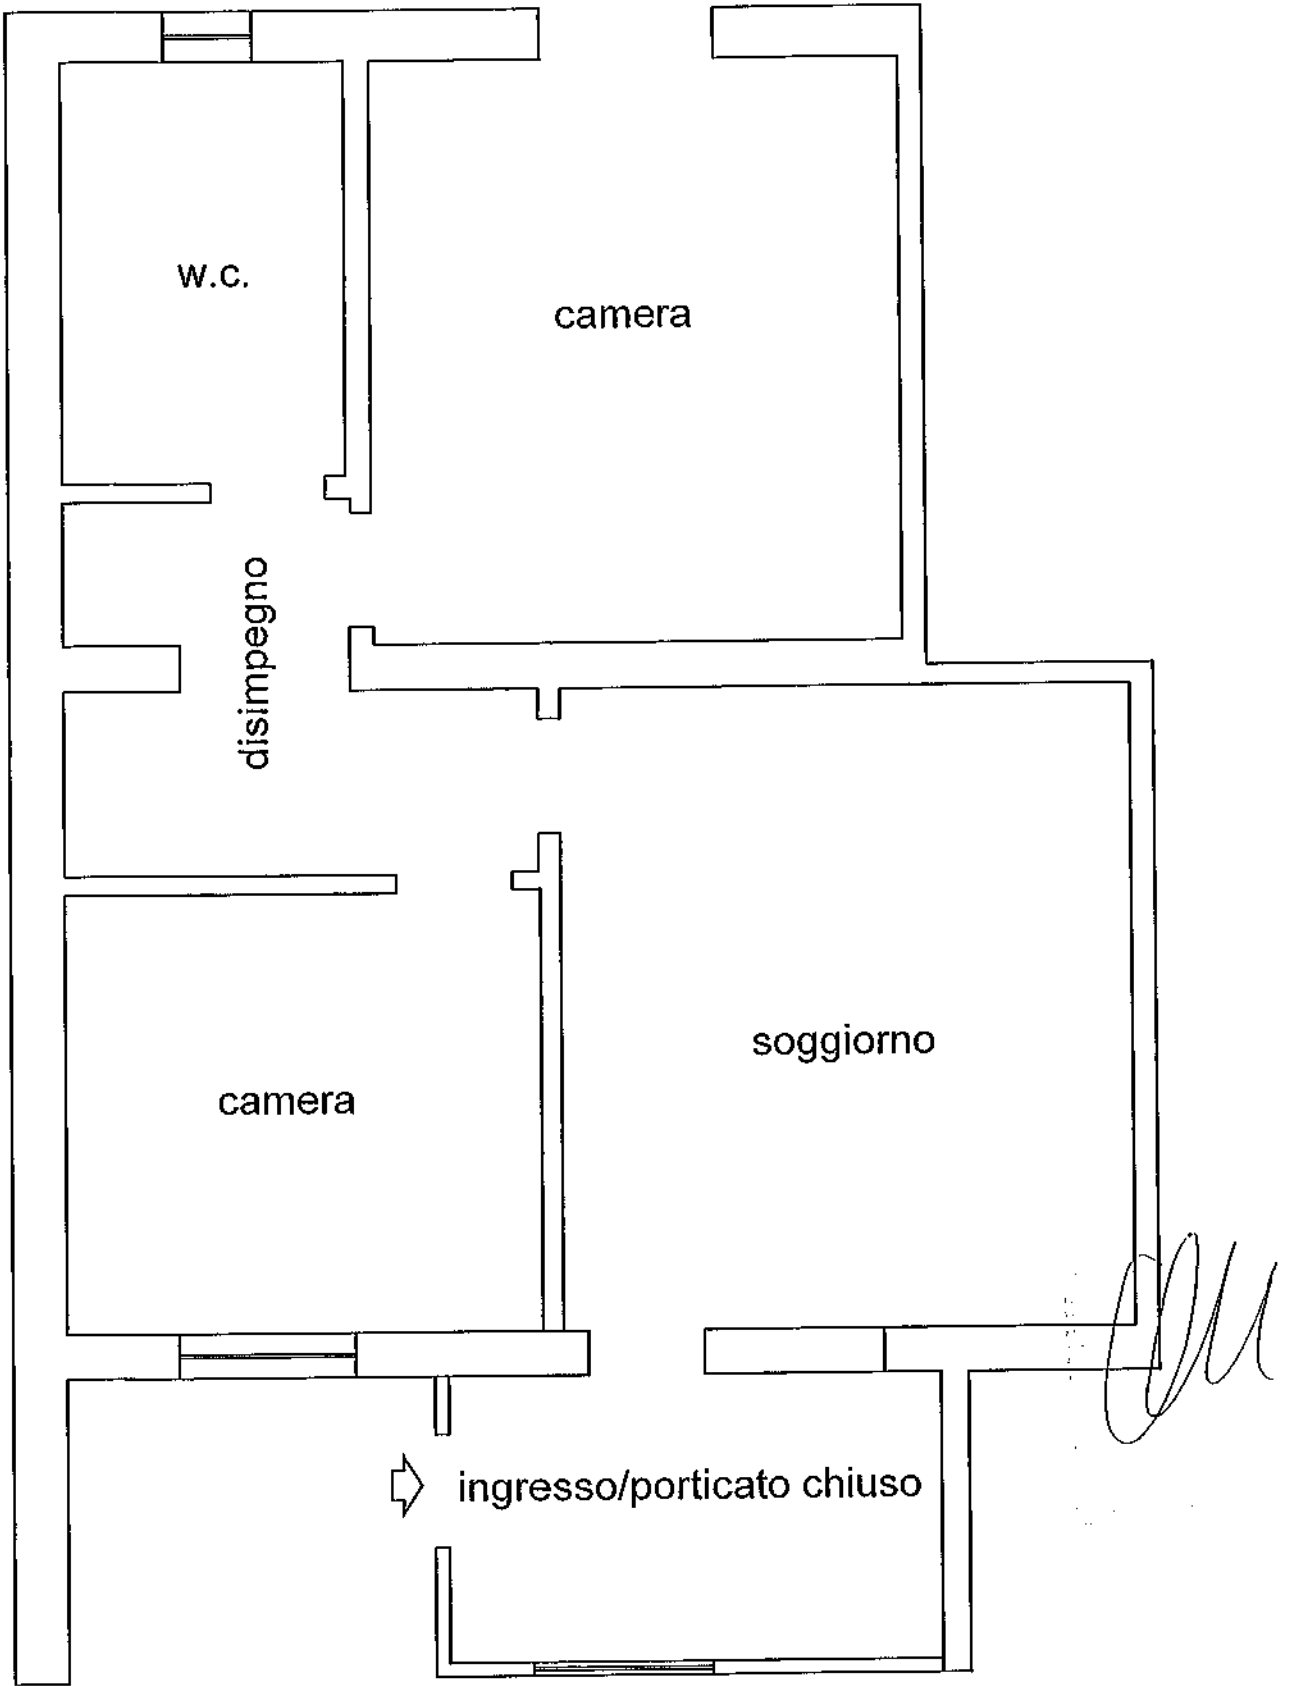 w.c.
camera
disimpegno
soggiorno
camera
ingresso/porticato chiuso